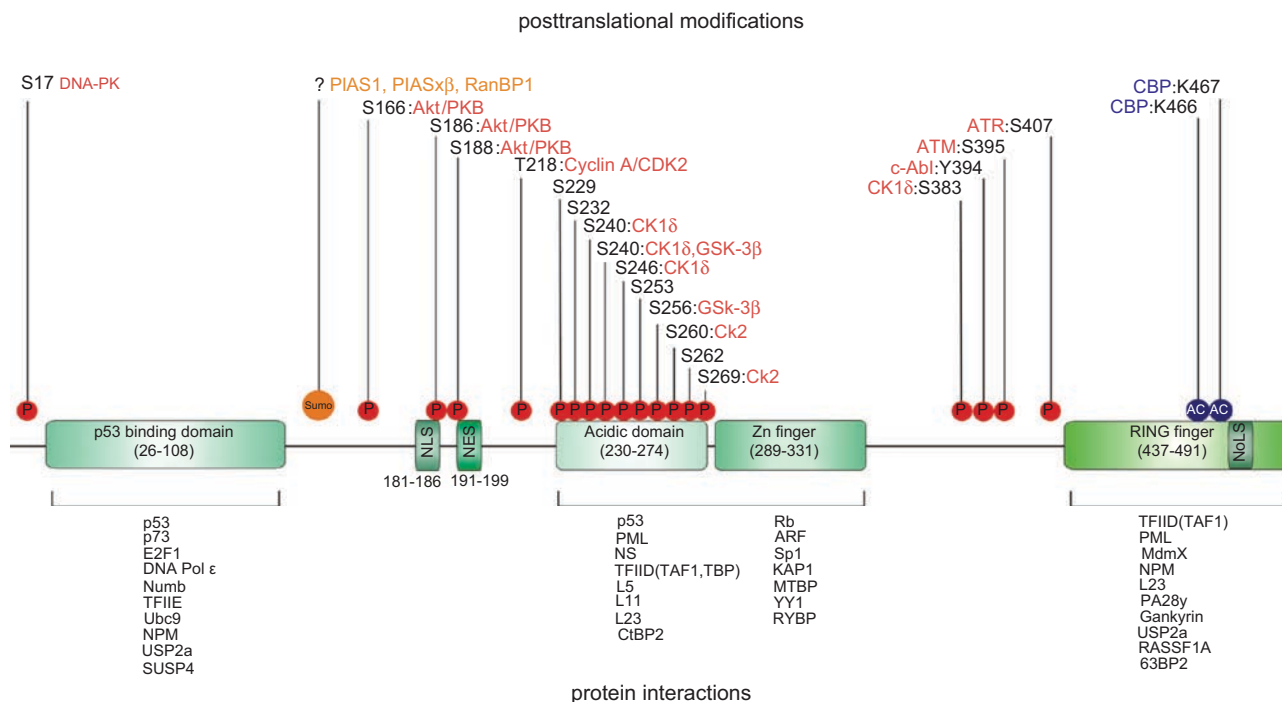 posttranslational modifications
S17 DNA-PK
? PIAS1, PIASxβ, RanBP1
CBP:K467
CBP:K466
S166:Akt/PKB
S186:Akt/PKB
S188:Akt/PKB
T218:Cyclin A/CDK2
S229
S232
S240:CK1δ
S240:CK1δ,GSK-3β
S246:CK1δ
S253
S256:GSk-3β
S260:Ck2
S262
S269:Ck2
ATR:S407
ATM:S395
c-Abl:Y394
CK1δ:S383
P Sumo P P P P P P P P P P P P P P P P P P P AC AC
p53 binding domain
(26-108)
NLS
NES
181-186 191-199
Acidic domain
(230-274)
Zn finger
(289-331)
RING finger
(437-491)
NoLS
p53
p73
E2F1
DNA Pol ε
Numb
TFIIE
Ubc9
NPM
USP2a
SUSP4
p53
PML
NS
TFIID(TAF1,TBP)
L5
L11
L23
CtBP2
Rb
ARF
Sp1
KAP1
MTBP
YY1
RYBP
TFIID(TAF1)
PML
MdmX
NPM
L23
PA28y
Gankyrin
USP2a
RASSF1A
63BP2
protein interactions